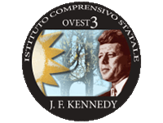 ISTITUTO COMPRENSIVO STATALE
OVEST 3
J. F. KENNEDY